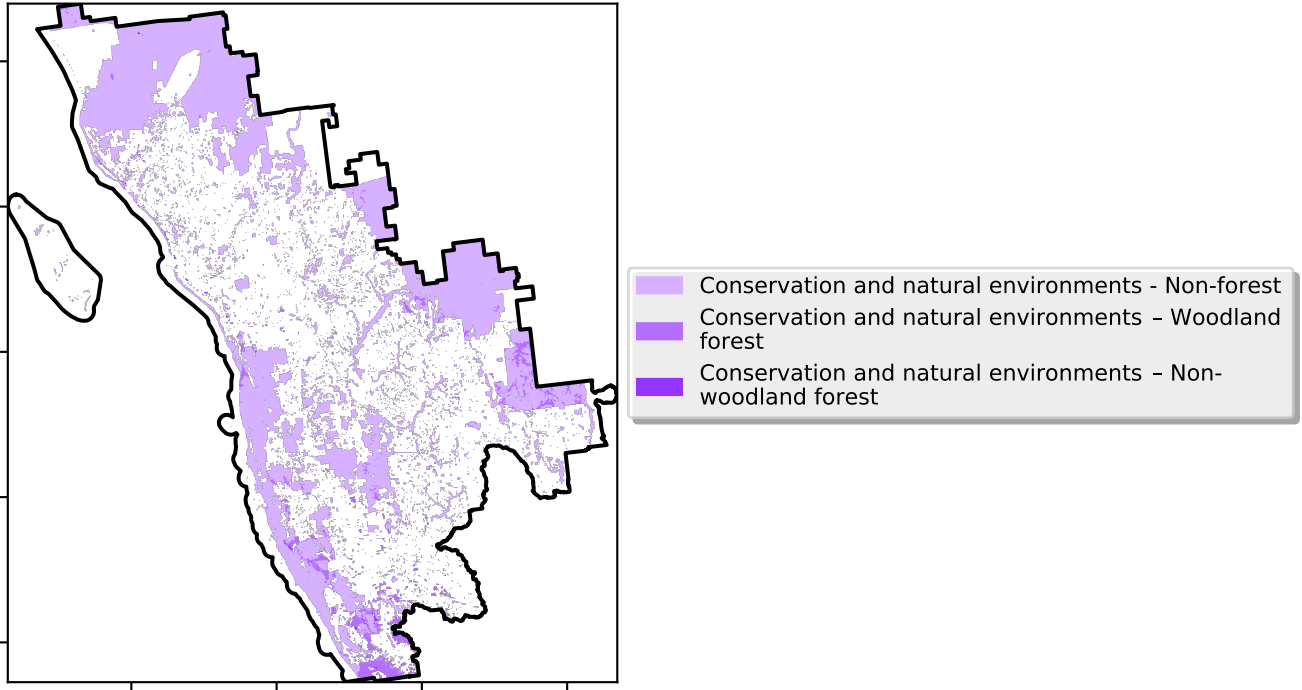 Conservation and natural environments - Non-forest
Conservation and natural environments – Woodland
forest
Conservation and natural environments – Non-
woodland forest